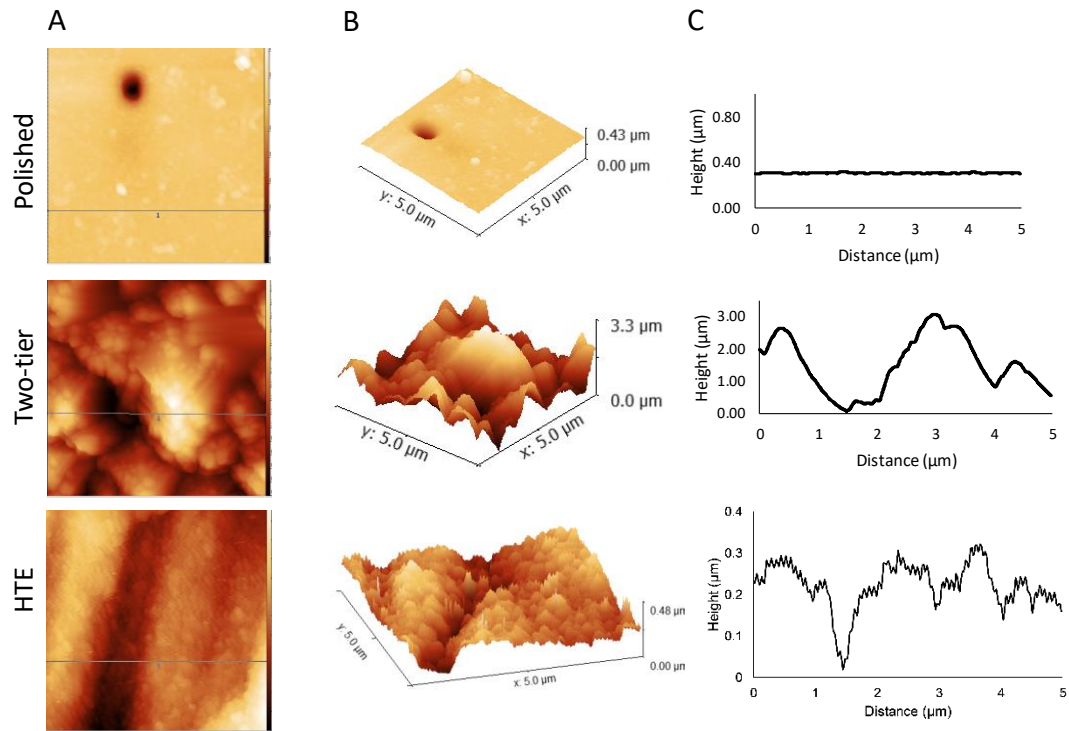 A
B
C
Polished
1
0.43 µm
0.00 µm
y: 5.0 µm
x: 5.0 µm
Height (µm)
0.80
0.40
0.00
0 1 2 3 4 5
Distance (µm)
Two-tier
3.3 µm
0.0 µm
y: 5.0 µm
x: 5.0 µm
Height (µm)
3.00
2.00
1.00
0.00
0 1 2 3 4 5
Distance (µm)
HTE
0.48 µm
0.00 µm
y: 5.0 µm
x: 5.0 µm
Height (µm)
0.4
0.3
0.2
0.1
0
0 1 2 3 4 5
Distance (µm)